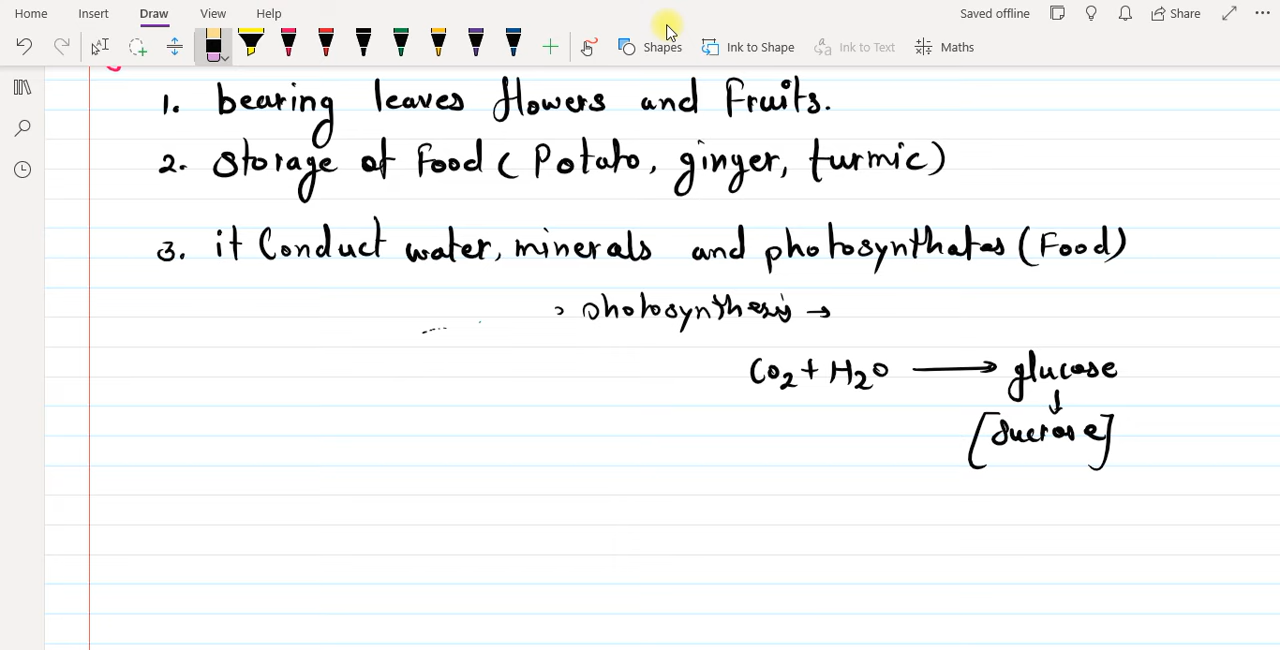 Home Insert Draw View Help Saved offline Share
Shapes Ink to Shape Ink to Text Maths
1. bearing leaves flowers and Fruits.
2. Storage of Food ( Potato, ginger, turmic)
3. it Conduct water, minerals and photosynthates (Food)
photosynthesis →
Co2 + H2O → glucose
↓
[Sucrose]